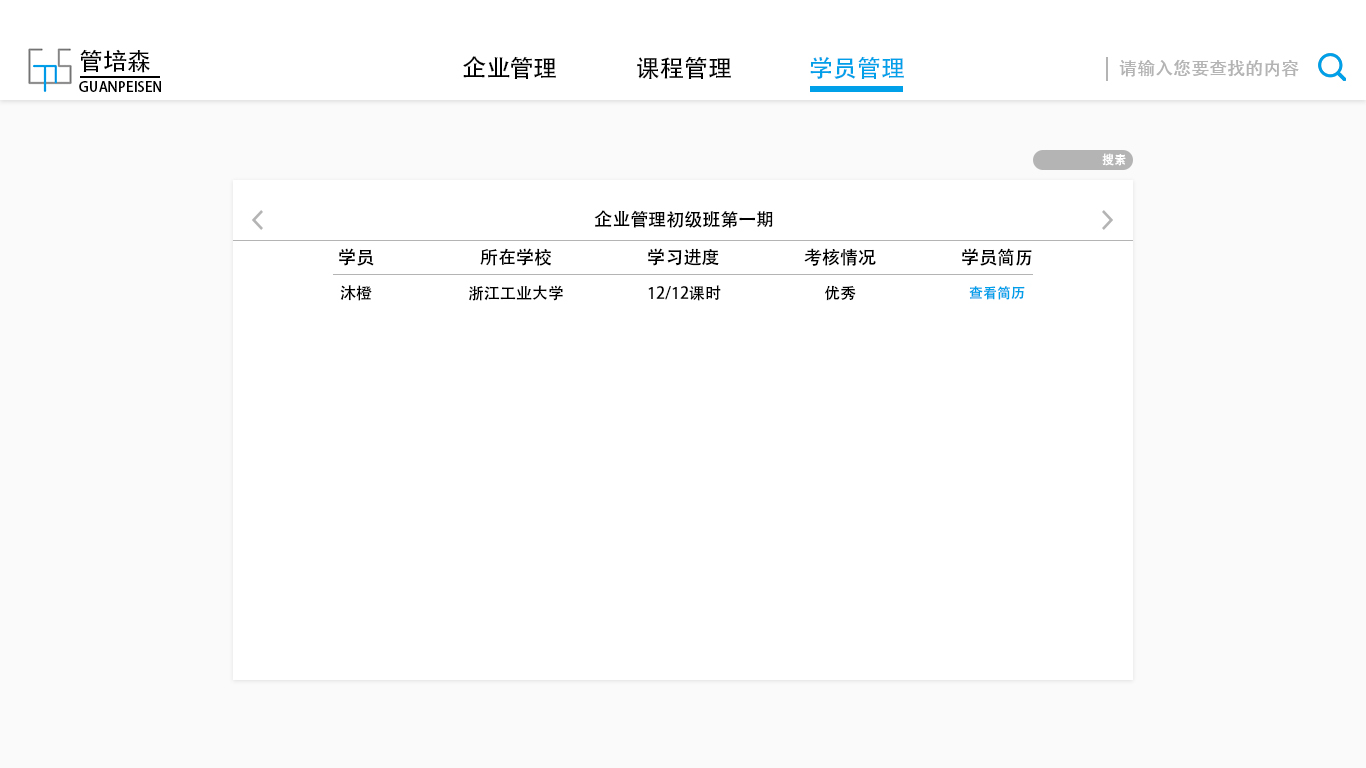 管培森
GUANPEISEN
企业管理 课程管理 学员管理 请输入您要查找的内容
搜素
企业管理初级班第一期
学员 所在学校 学习进度 考核情况 学员简历
沐橙 浙江工业大学 12/12课时 优秀 查看简历